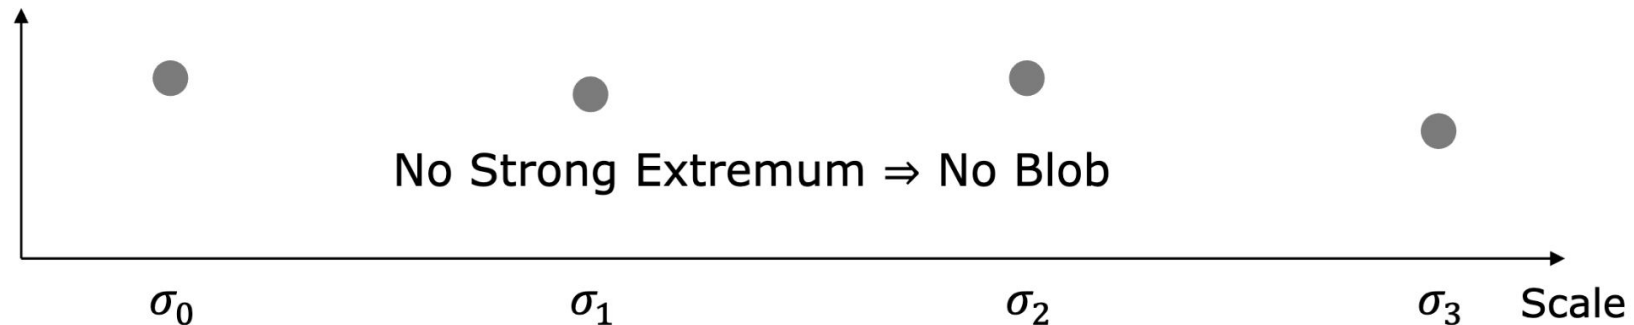 No Strong Extremum ⇒ No Blob
σ₀ σ₁ σ₂ σ₃ Scale